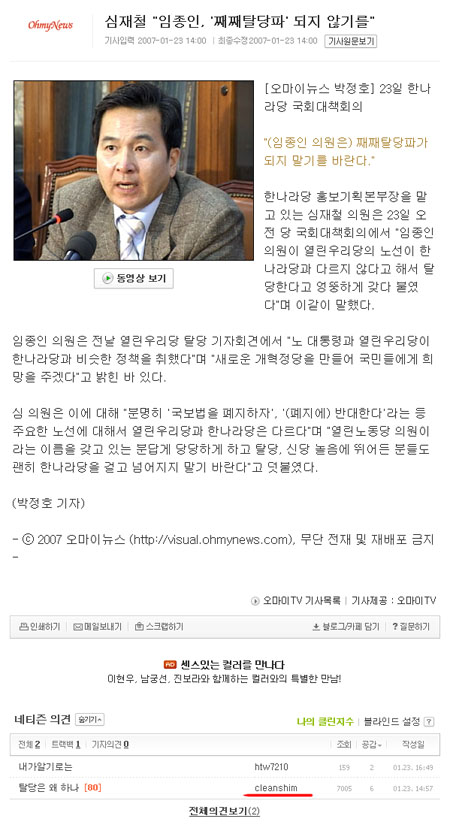 OhmyNews
심재철 "임종인, '째째탈당파' 되지 않기를"
기사입력 2007-01-23 14:00 | 최종수정2007-01-23 14:00 기사원문보기
[오마이뉴스 박정호] 23일 한나
라당 국회대책회의
"(임종인 의원은) 째째탈당파가
되지 말기를 바란다."
한나라당 홍보기획본부장을 맡
고 있는 심재철 의원은 23일 오
전 당 국회대책회의에서 "임종인
의원이 열린우리당의 노선이 한
나라당과 다르지 않다고 해서 탈
당한다고 엉뚱하게 갖다 붙였
다"며 이같이 말했다.
동영상 보기
임종인 의원은 전날 열린우리당 탈당 기자회견에서 "노 대통령과 열린우리당이
한나라당과 비슷한 정책을 취했다"며 "새로운 개혁정당을 만들어 국민들에게 희
망을 주겠다"고 밝힌 바 있다.
심 의원은 이에 대해 "분명히 '국보법을 폐지하자', '(폐지에) 반대한다'라는 등
주요한 노선에 대해서 열린우리당과 한나라당은 다르다"며 "열린노동당 의원이
라는 이름을 갖고 있는 분답게 당당하게 하고 탈당, 신당 놀음에 뛰어든 분들도
괜히 한나라당을 걸고 넘어지지 말기 바란다"고 덧붙였다.
(박정호 기자)
- ⓒ 2007 오마이뉴스 (http://visual.ohmynews.com), 무단 전재 및 재배포 금지
-
오마이TV 기사목록 | 기사제공 : 오마이TV
인쇄하기 | 메일보내기 | 스크랩하기 블로그/카페 담기 | ? 질문하기
AD 센스있는 컬러를 만나다
이현우, 남궁선, 진보라와 함께하는 컬러와의 특별한 만남!
네티즌 의견 숨기기 나의 클린지수 | 블라인드 설정 ?
전체 2 | 트랙백 1 | 기자의견 0 조회 공감 작성일
내가알기로는 htw7210 159 2 01.23. 16:49
탈당은 왜 하나 [80] cleanshim 7005 6 01.23. 14:57
전체의견보기(2)